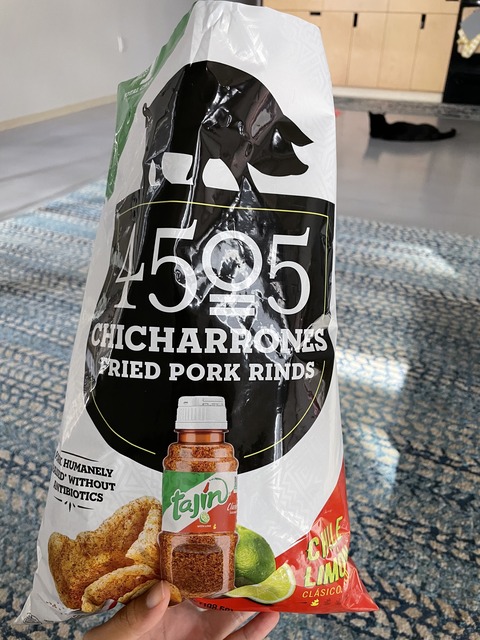 4505
CHICHARRONES
FRIED PORK RINDS
HUMANELY
WITHOUT
ANTIBIOTICS
Tajín
CHILE
LIMÓN
CLÁSICO